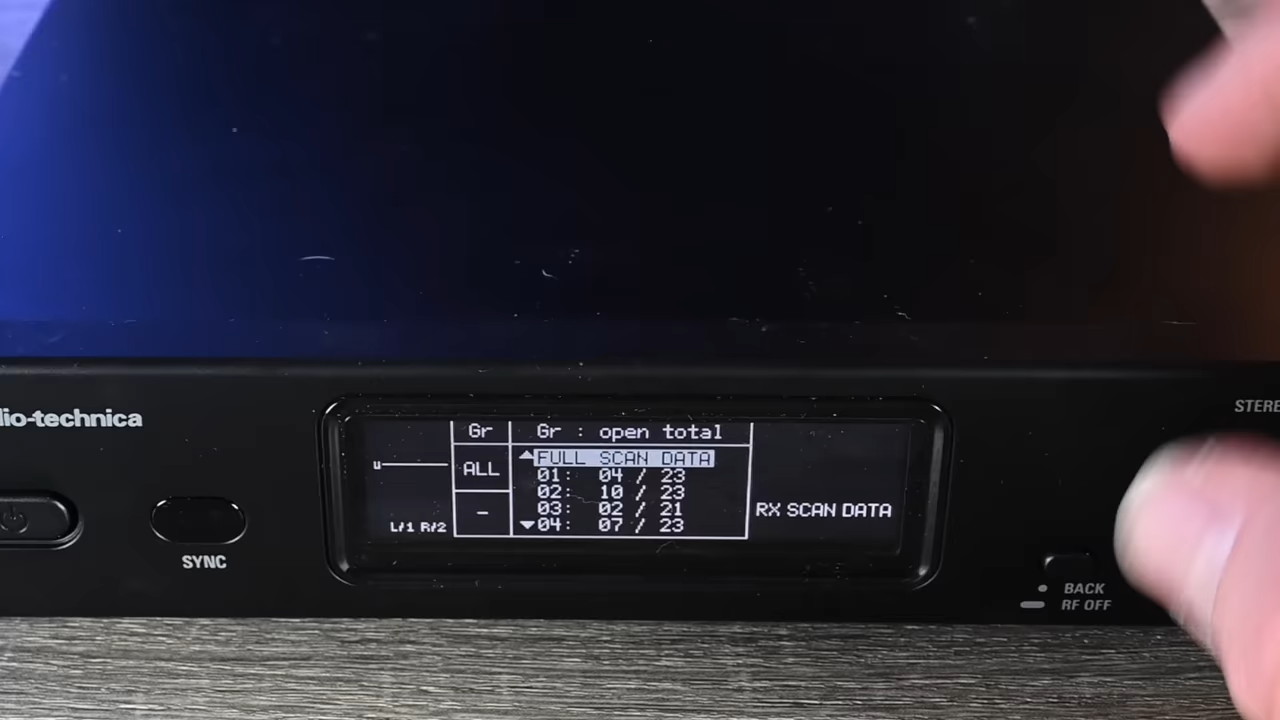 dio-technica
SYNC
L/1 R/2
Gr
Gr : open total
ALL
-
FULL SCAN DATA
01: 04 / 23
02: 10 / 23
03: 02 / 21
04: 07 / 23
RX SCAN DATA
STERE
BACK
RF OFF